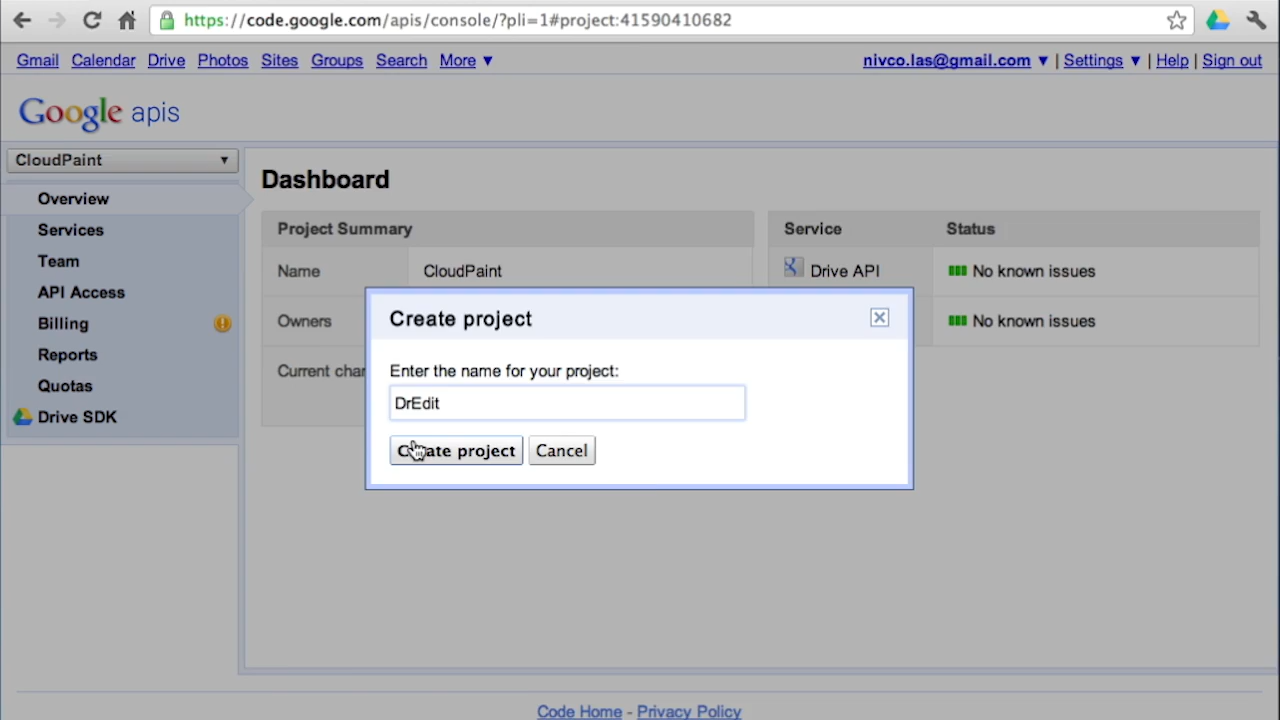 https://code.google.com/apis/console/?pli=1#project:41590410682
Gmail Calendar Drive Photos Sites Groups Search More ▼ nivco.las@gmail.com ▼ | Settings ▼ | Help | Sign out
Google apis
CloudPaint ▼
Overview
Services
Team
API Access
Billing
Reports
Quotas
Drive SDK
Dashboard
Project Summary
Name CloudPaint
Owners
Service Status
Drive API No known issues
No known issues
Create project
Enter the name for your project:
DrEdit
Create project Cancel
Code Home - Privacy Policy